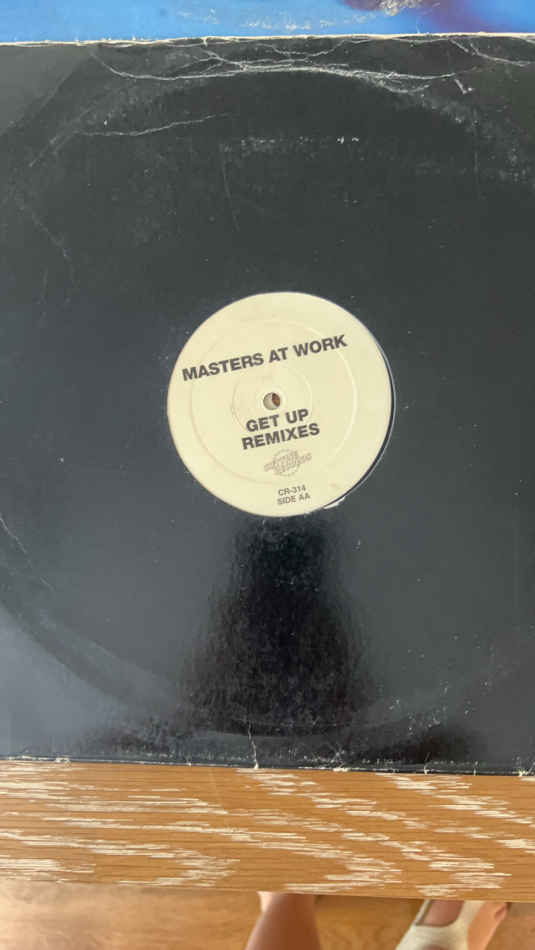 MASTERS AT WORK
GET UP
REMIXES
CR-314
SIDE AA